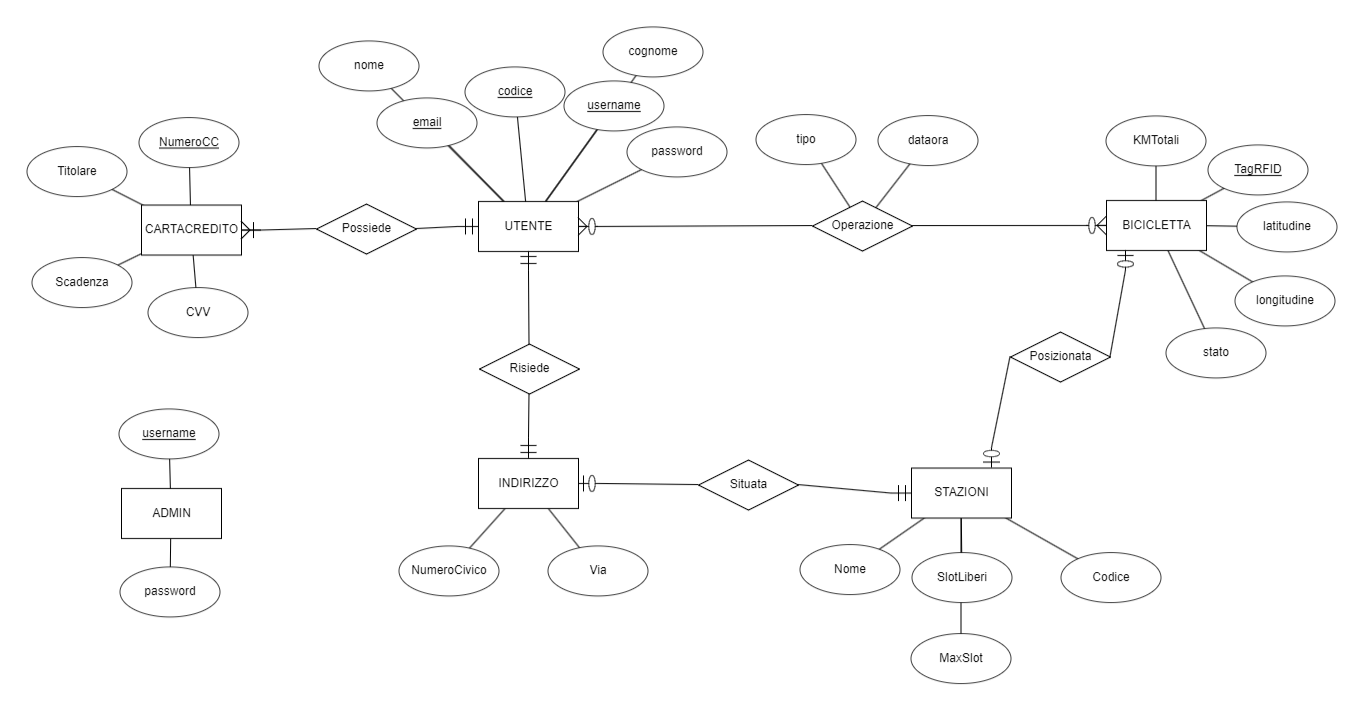 cognome
nome
codice
username
email
password
NumeroCC
Titolare
CARTACREDITO
Possiede
UTENTE
Scadenza
CVV
tipo
dataora
Operazione
KMTotali
TagRFID
BICICLETTA
latitudine
longitudine
stato
Posizionata
Risiede
username
ADMIN
password
INDIRIZZO
Situata
STAZIONI
NumeroCivico
Via
Nome
SlotLiberi
Codice
MaxSlot